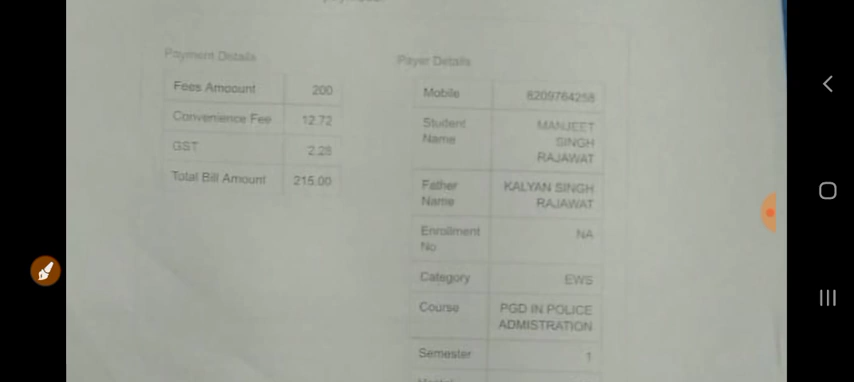 Payment Details
Fees Amoount 200
Convenience Fee 12.72
GST 2.28
Total Bill Amount 215.00
Payer Details
Mobile 8209764258
Student Name MANJEET SINGH RAJAWAT
Father Name KALYAN SINGH RAJAWAT
Enrollment No NA
Category EWS
Course PGD IN POLICE ADMISTRATION
Semester 1